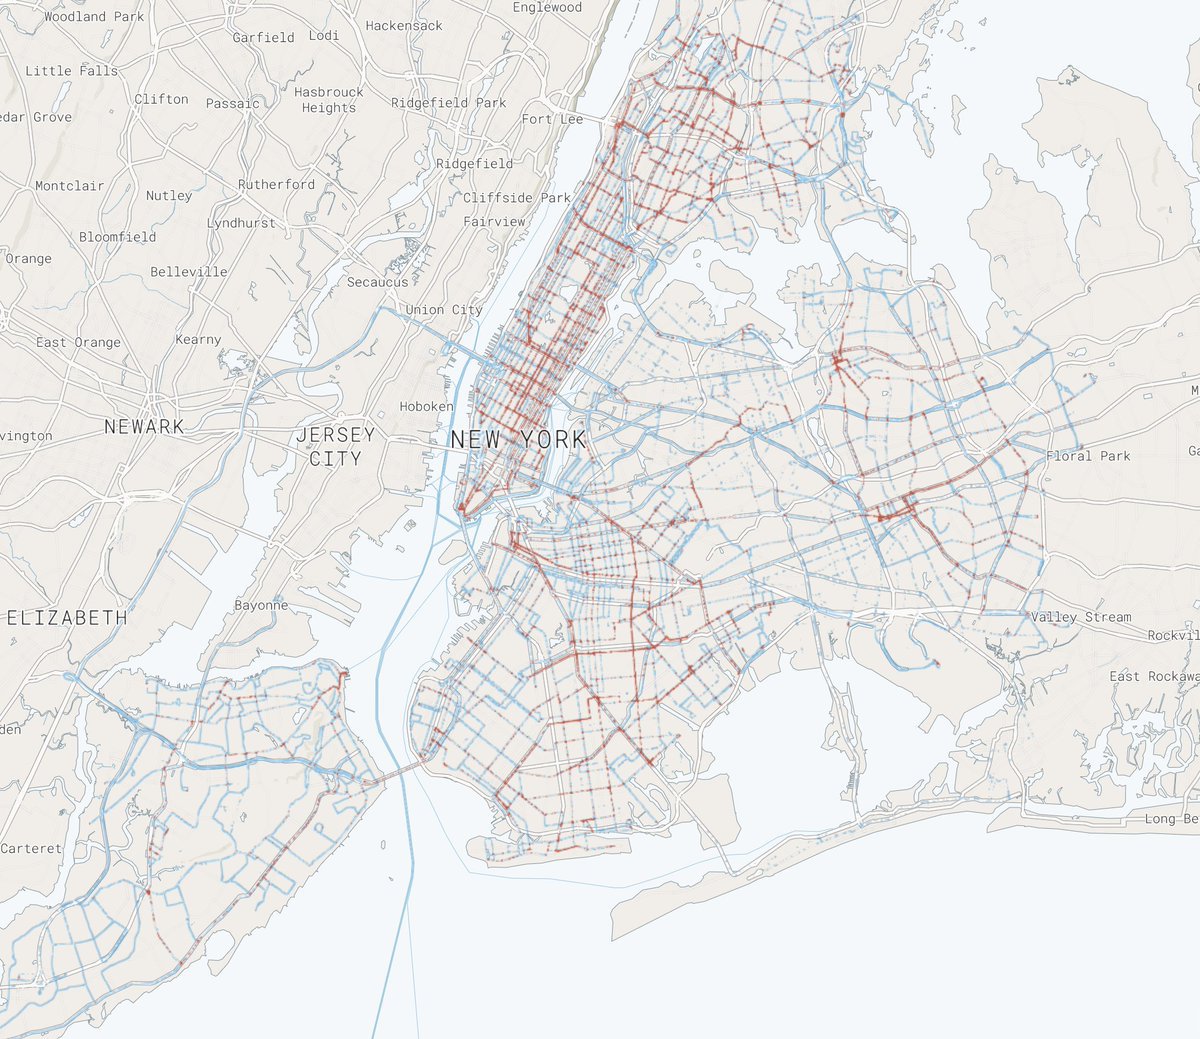 Englewood
Woodland Park
Hackensack
Garfield
Lodi
Little Falls
Hasbrouck
Heights
Clifton
Passaic
Ridgefield Park
edar Grove
Fort Lee
Ridgefield
Montclair
Nutley
Rutherford
Cliffside Park
Lyndhurst
Fairview
Bloomfield
Orange
Belleville
Secaucus
Union City
East Orange
Kearny
Hoboken
NEWARK
JERSEY
CITY
NEW YORK
vington
Floral Park
Ga
M
ELIZABETH
Bayonne
Valley Stream
Rockvil
East Rockawa
den
Carteret
Long Be